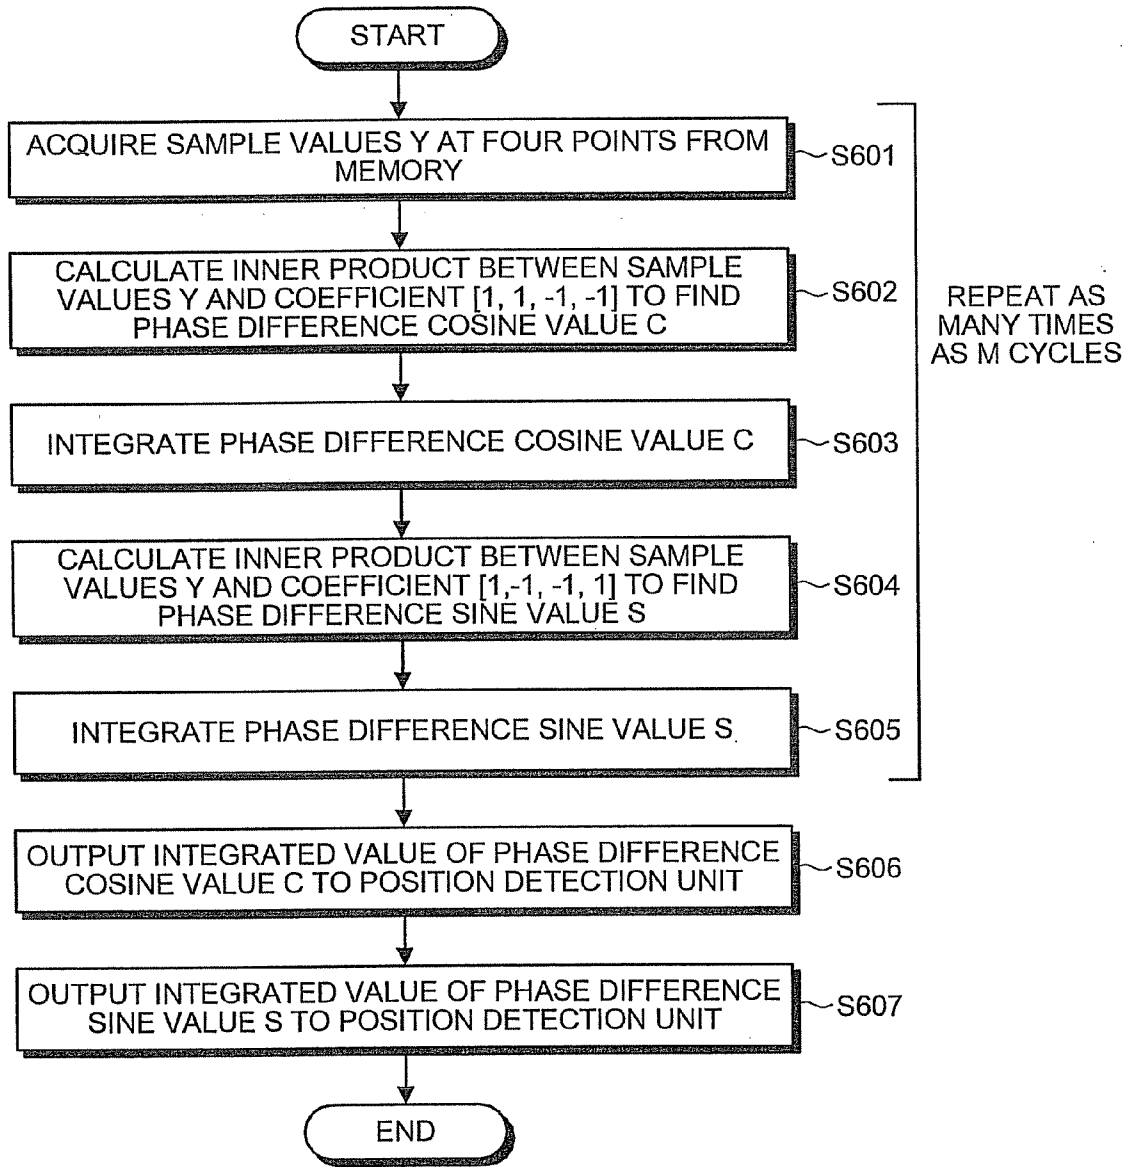 START
ACQUIRE SAMPLE VALUES Y AT FOUR POINTS FROM
MEMORY
S601
CALCULATE INNER PRODUCT BETWEEN SAMPLE
VALUES Y AND COEFFICIENT [1, 1, -1, -1] TO FIND
PHASE DIFFERENCE COSINE VALUE C
S602
REPEAT AS
MANY TIMES
AS M CYCLES
INTEGRATE PHASE DIFFERENCE COSINE VALUE C
S603
CALCULATE INNER PRODUCT BETWEEN SAMPLE
VALUES Y AND COEFFICIENT [1,-1, -1, 1] TO FIND
PHASE DIFFERENCE SINE VALUE S
S604
INTEGRATE PHASE DIFFERENCE SINE VALUE S
S605
OUTPUT INTEGRATED VALUE OF PHASE DIFFERENCE
COSINE VALUE C TO POSITION DETECTION UNIT
S606
OUTPUT INTEGRATED VALUE OF PHASE DIFFERENCE
SINE VALUE S TO POSITION DETECTION UNIT
S607
END